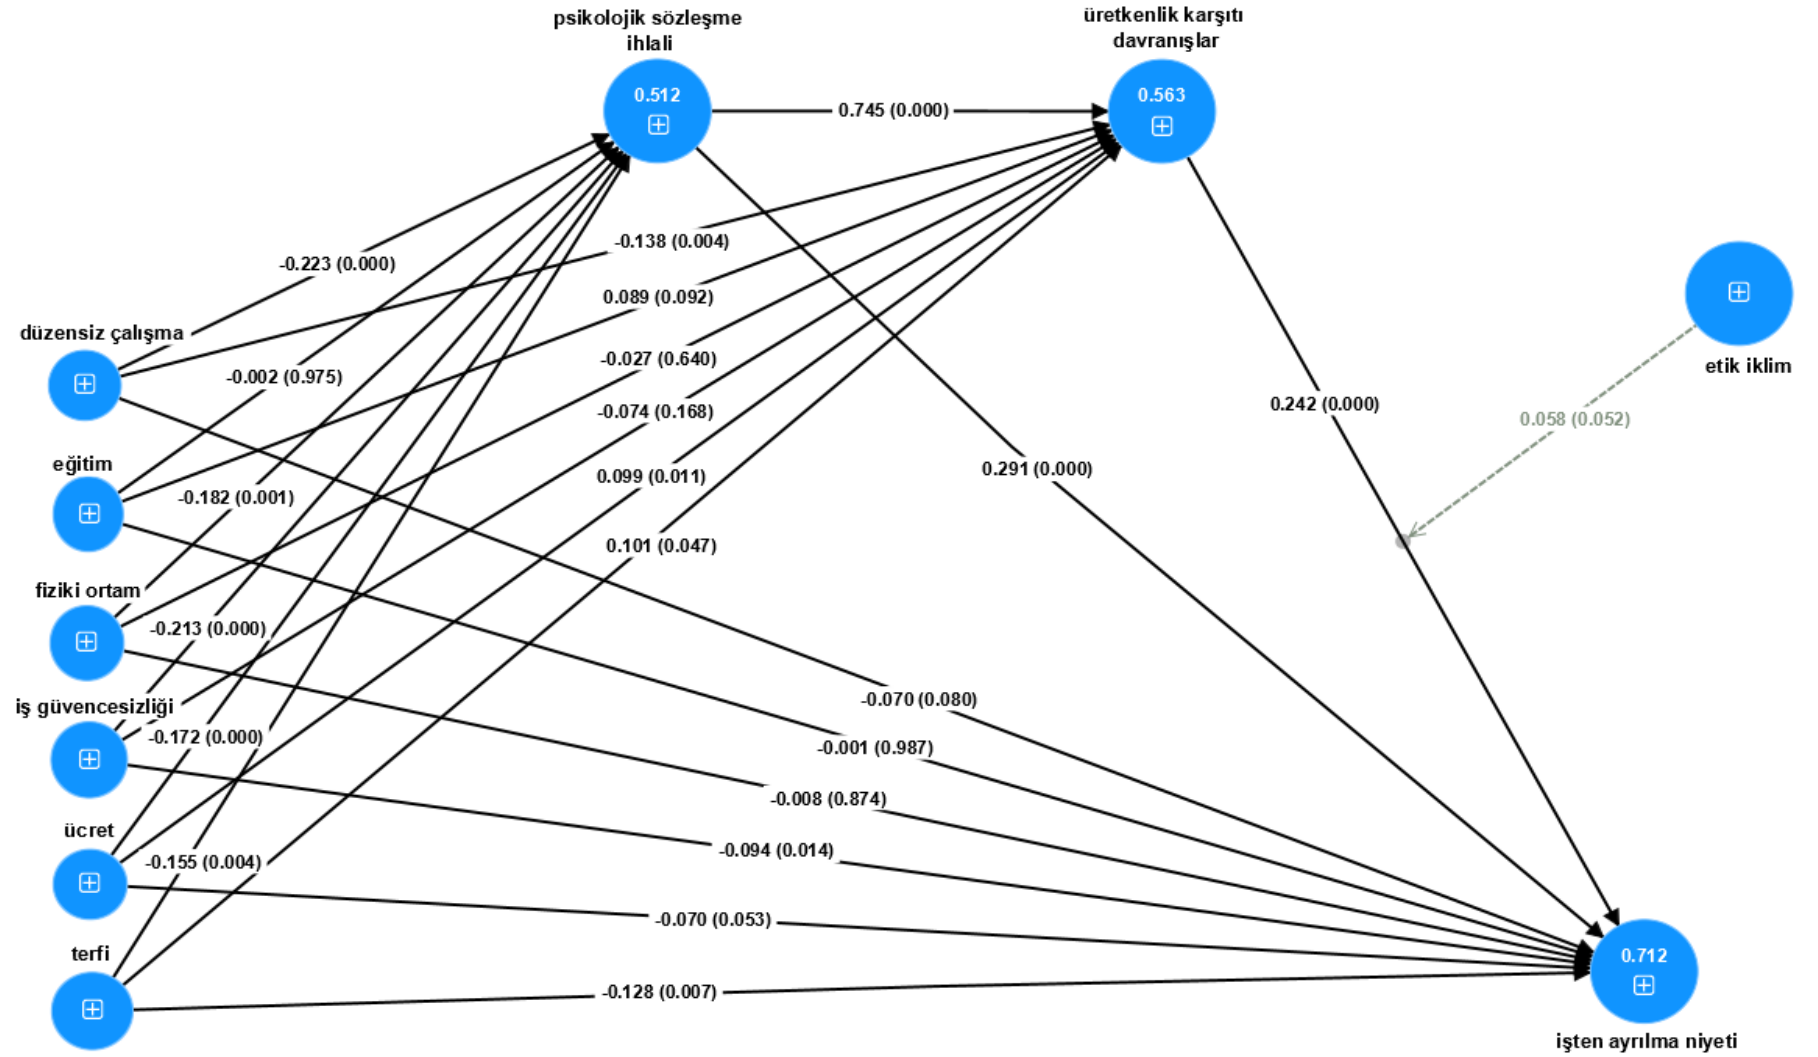 psikolojik sözleşme
ihlali
üretkenlik karşıtı
davranışlar
0.512
0.745 (0.000)
0.563
-0.138 (0.004)
-0.223 (0.000)
0.089 (0.092)
düzensiz çalışma
-0.027 (0.640)
etik iklim
-0.002 (0.975)
0.242 (0.000)
-0.074 (0.168)
0.058 (0.052)
eğitim
0.291 (0.000)
0.099 (0.011)
-0.182 (0.001)
0.101 (0.047)
fiziki ortam
-0.213 (0.000)
-0.070 (0.080)
iş güvencesizliği
-0.172 (0.000)
-0.001 (0.987)
-0.008 (0.874)
ücret
-0.094 (0.014)
-0.155 (0.004)
-0.070 (0.053)
terfi
0.712
-0.128 (0.007)
işten ayrılma niyeti